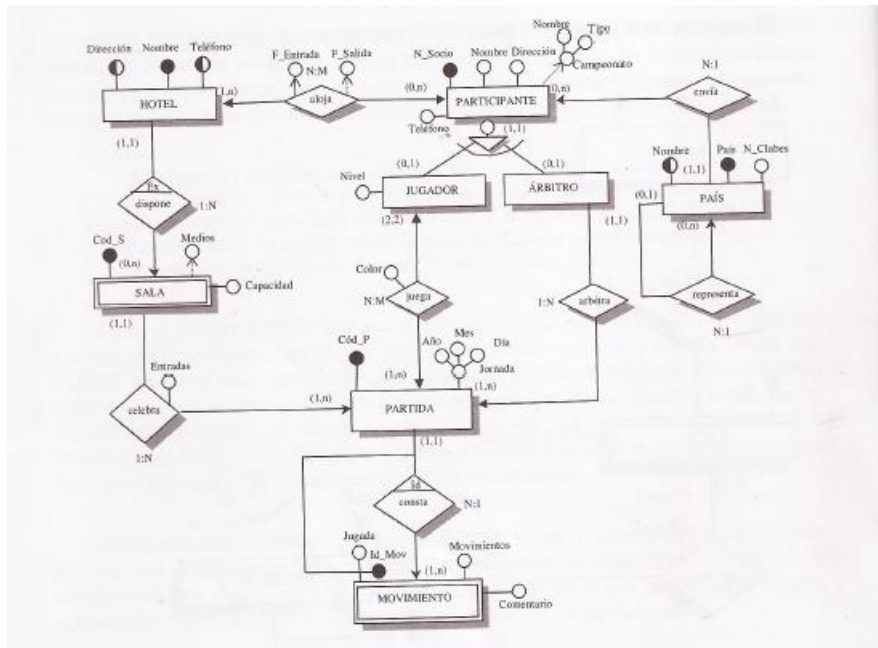 Nombre
Tipo
Dirección Nombre Teléfono
F_Entrada F_Salida
N_Socio Nombre Dirección
Campeonato
N:M
N:1
HOTEL
(1,n)
aloja
(0,n)
PARTICIPANTE
(0,n)
envía
Teléfono
(1,1)
(1,1)
Nombre País N_Clabes
(1,1)
(0,1)
(0,1)
(0,1)
Nivel
JUGADOR
ÁRBITRO
PAÍS
Ex
dispone
1:N
(2,2)
(1,1)
(0,n)
Cod_S
Medios
(0,n)
Color
SALA
Capacidad
N:M
juega
1:N
arbitra
representa
(1,1)
N:1
Cód_P
Año
Mes
Día
Jornada
Entradas
(1,n)
(1,n)
celebra
(1,n)
PARTIDA
1:N
(1,1)
Id
consta
N:1
Jugada
Id_Mov
Movimientos
(1,n)
MOVIMIENTO
Comentario